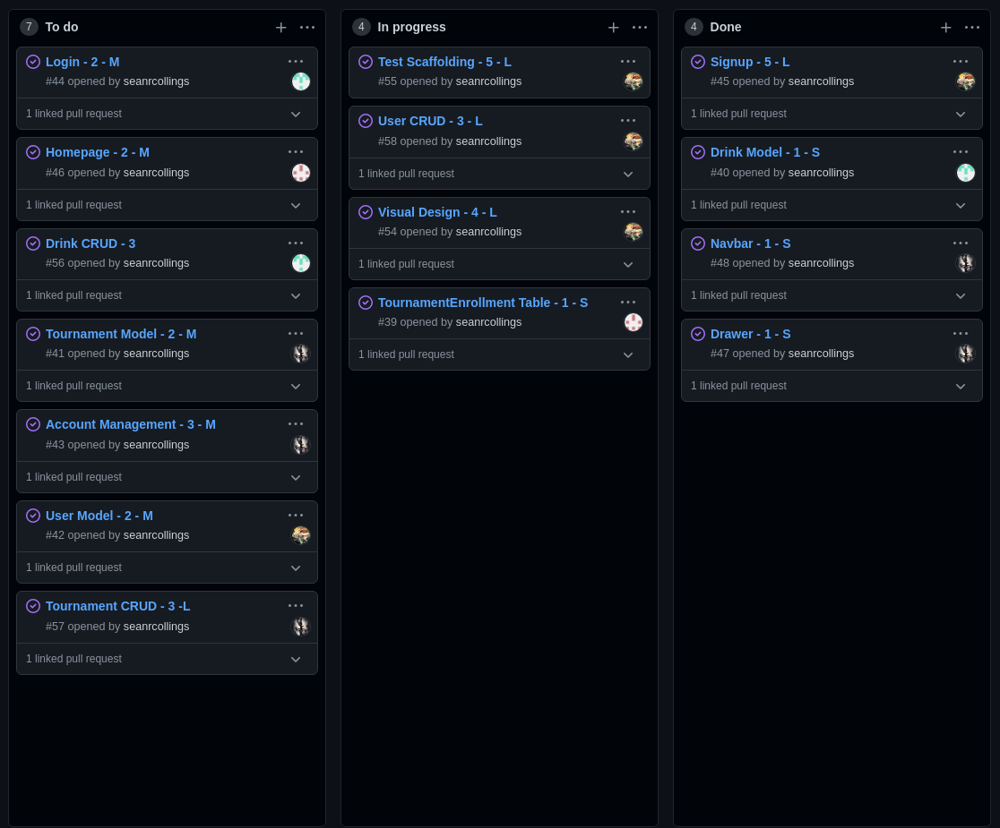 7 To do
Login - 2 - M
#44 opened by seanrcollings
1 linked pull request
Homepage - 2 - M
#46 opened by seanrcollings
1 linked pull request
Drink CRUD - 3
#56 opened by seanrcollings
1 linked pull request
Tournament Model - 2 - M
#41 opened by seanrcollings
1 linked pull request
Account Management - 3 - M
#43 opened by seanrcollings
1 linked pull request
User Model - 2 - M
#42 opened by seanrcollings
1 linked pull request
Tournament CRUD - 3 -L
#57 opened by seanrcollings
1 linked pull request
4 In progress
Test Scaffolding - 5 - L
#55 opened by seanrcollings
User CRUD - 3 - L
#58 opened by seanrcollings
1 linked pull request
Visual Design - 4 - L
#54 opened by seanrcollings
1 linked pull request
TournamentEnrollment Table - 1 - S
#39 opened by seanrcollings
1 linked pull request
4 Done
Signup - 5 - L
#45 opened by seanrcollings
1 linked pull request
Drink Model - 1 - S
#40 opened by seanrcollings
1 linked pull request
Navbar - 1 - S
#48 opened by seanrcollings
1 linked pull request
Drawer - 1 - S
#47 opened by seanrcollings
1 linked pull request